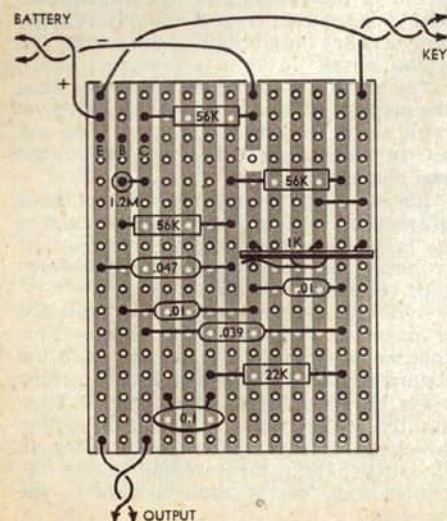 BATTERY
−
+
KEY
56K
E B C
1.2M
56K
56K
1K
.047
.01
.01
.039
22K
0.1
OUTPUT